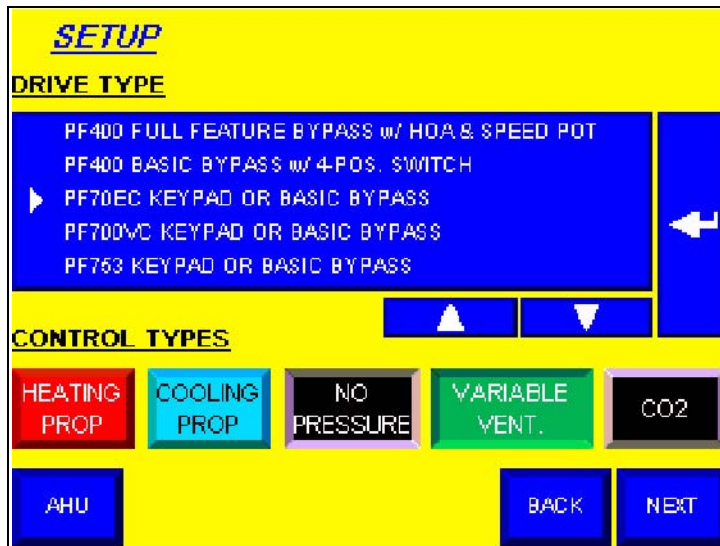 SETUP
DRIVE TYPE
PF400 FULL FEATURE BYPASS w/ HOA & SPEED POT
PF400 BASIC BYPASS w/ 4-POS. SWITCH
PF70EC KEYPAD OR BASIC BYPASS
PF700VC KEYPAD OR BASIC BYPASS
PF753 KEYPAD OR BASIC BYPASS
CONTROL TYPES
HEATING
PROP
COOLING
PROP
NO
PRESSURE
VARIABLE
VENT.
CO2
AHU
BACK
NEXT